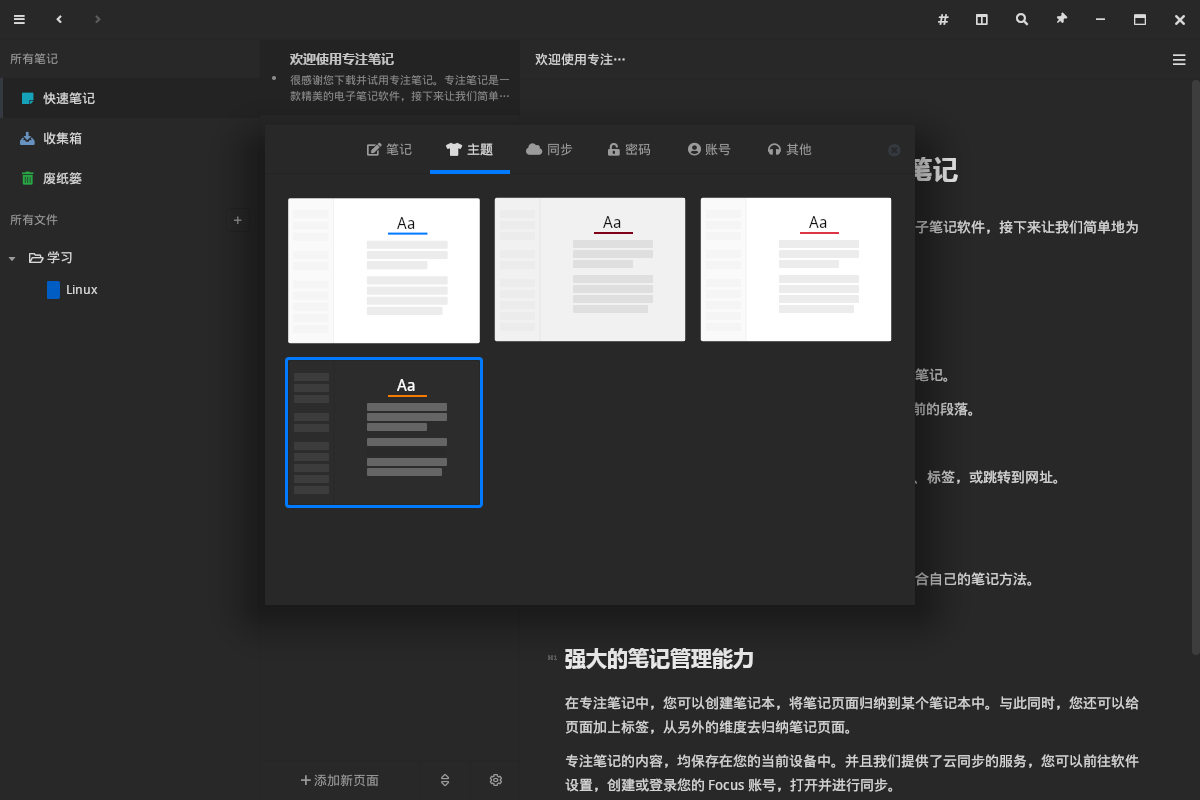 所有笔记
快速笔记
收集箱
废纸篓
所有文件
学习
Linux
欢迎使用专注笔记
很感谢您下载并试用专注笔记。专注笔记是一
款精美的电子笔记软件，接下来让我们简单…
添加新页面
欢迎使用专注…
笔记 主题 同步 密码 账号 其他
Aa Aa Aa
Aa
笔记
子笔记软件，接下来让我们简单地为
笔记。
前的段落。
、标签，或跳转到网址。
合自己的笔记方法。
H1 强大的笔记管理能力
在专注笔记中，您可以创建笔记本，将笔记页面归纳到某个笔记本中。与此同时，您还可以给
页面加上标签，从另外的维度去归纳笔记页面。
专注笔记的内容，均保存在您的当前设备中。并且我们提供了云同步的服务，您可以前往软件
设置，创建或登录您的 Focus 账号，打开并进行同步。